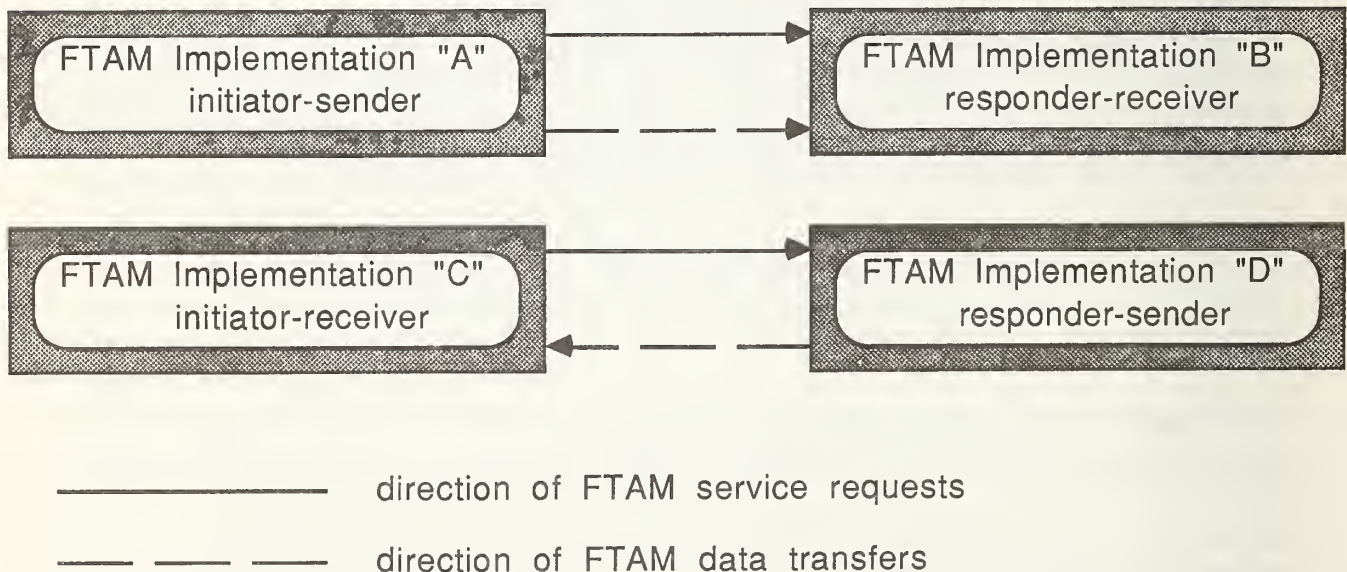 FTAM Implementation "A"
initiator-sender
FTAM Implementation "B"
responder-receiver
FTAM Implementation "C"
initiator-receiver
FTAM Implementation "D"
responder-sender
direction of FTAM service requests
direction of FTAM data transfers